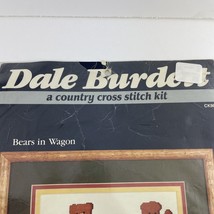 Dale Burdett
a country cross stitch kit
Bears in Wagon